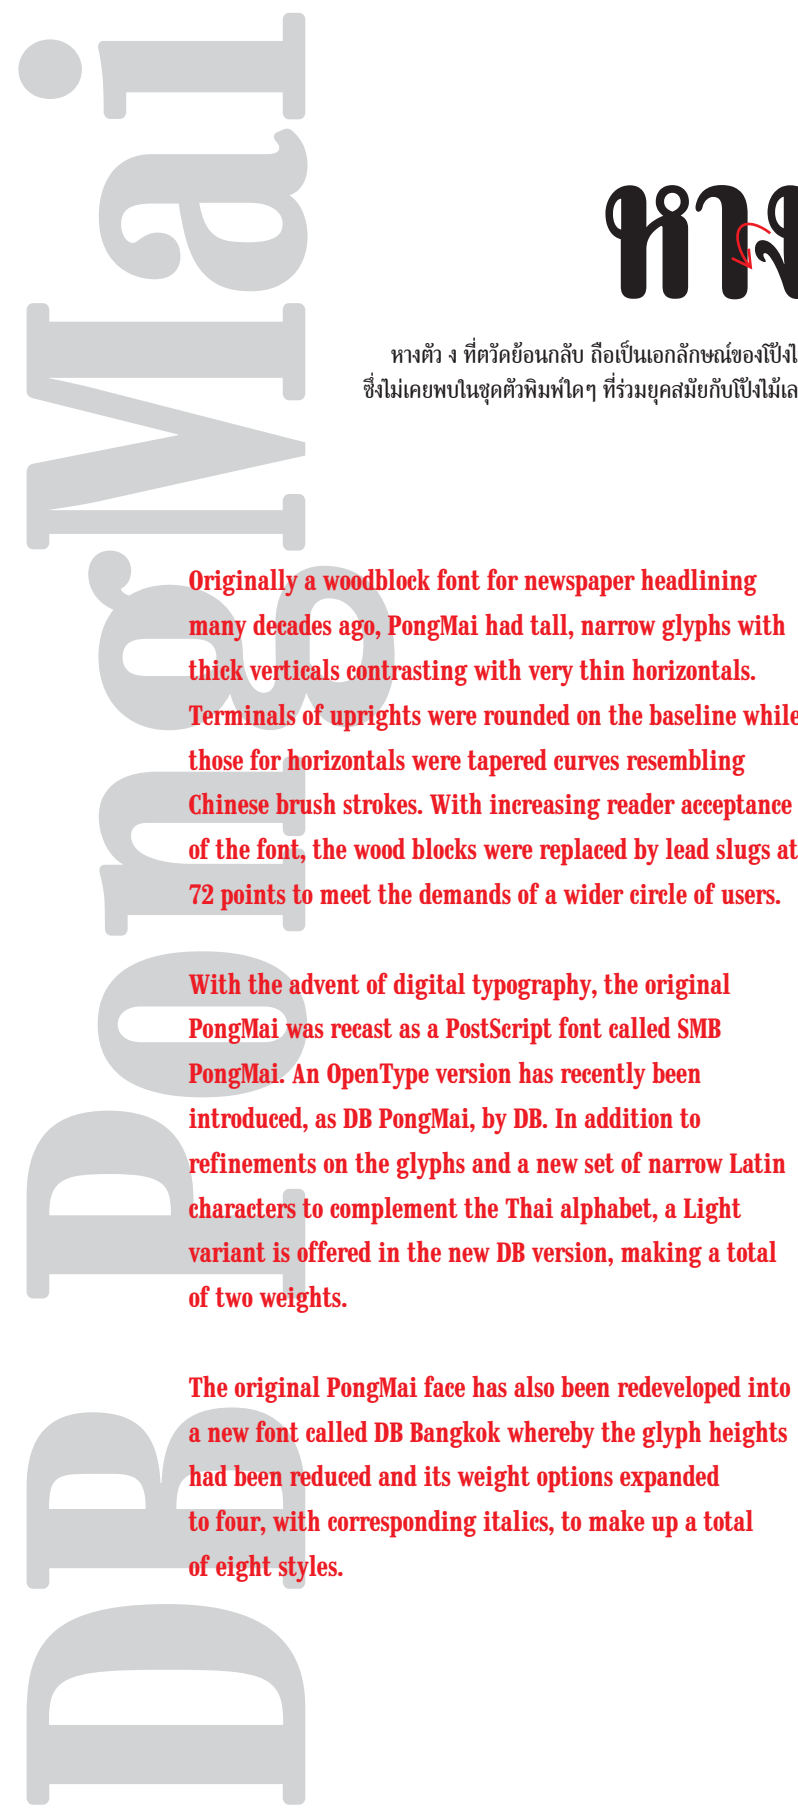 DB PongMai
หาง
หางตัว ง ที่ตวัดย้อนกลับ ถือเป็นเอกลักษณ์ของโป้งไ
ซึ่งไม่เคยพบในชุดตัวพิมพ์ใดๆ ที่ร่วมยุคสมัยกับโป้งไม้เล
Originally a woodblock font for newspaper headlining
many decades ago, PongMai had tall, narrow glyphs with
thick verticals contrasting with very thin horizontals.
Terminals of uprights were rounded on the baseline while
those for horizontals were tapered curves resembling
Chinese brush strokes. With increasing reader acceptance
of the font, the wood blocks were replaced by lead slugs at
72 points to meet the demands of a wider circle of users.
With the advent of digital typography, the original
PongMai was recast as a PostScript font called SMB
PongMai. An OpenType version has recently been
introduced, as DB PongMai, by DB. In addition to
refinements on the glyphs and a new set of narrow Latin
characters to complement the Thai alphabet, a Light
variant is offered in the new DB version, making a total
of two weights.
The original PongMai face has also been redeveloped into
a new font called DB Bangkok whereby the glyph heights
had been reduced and its weight options expanded
to four, with corresponding italics, to make up a total
of eight styles.